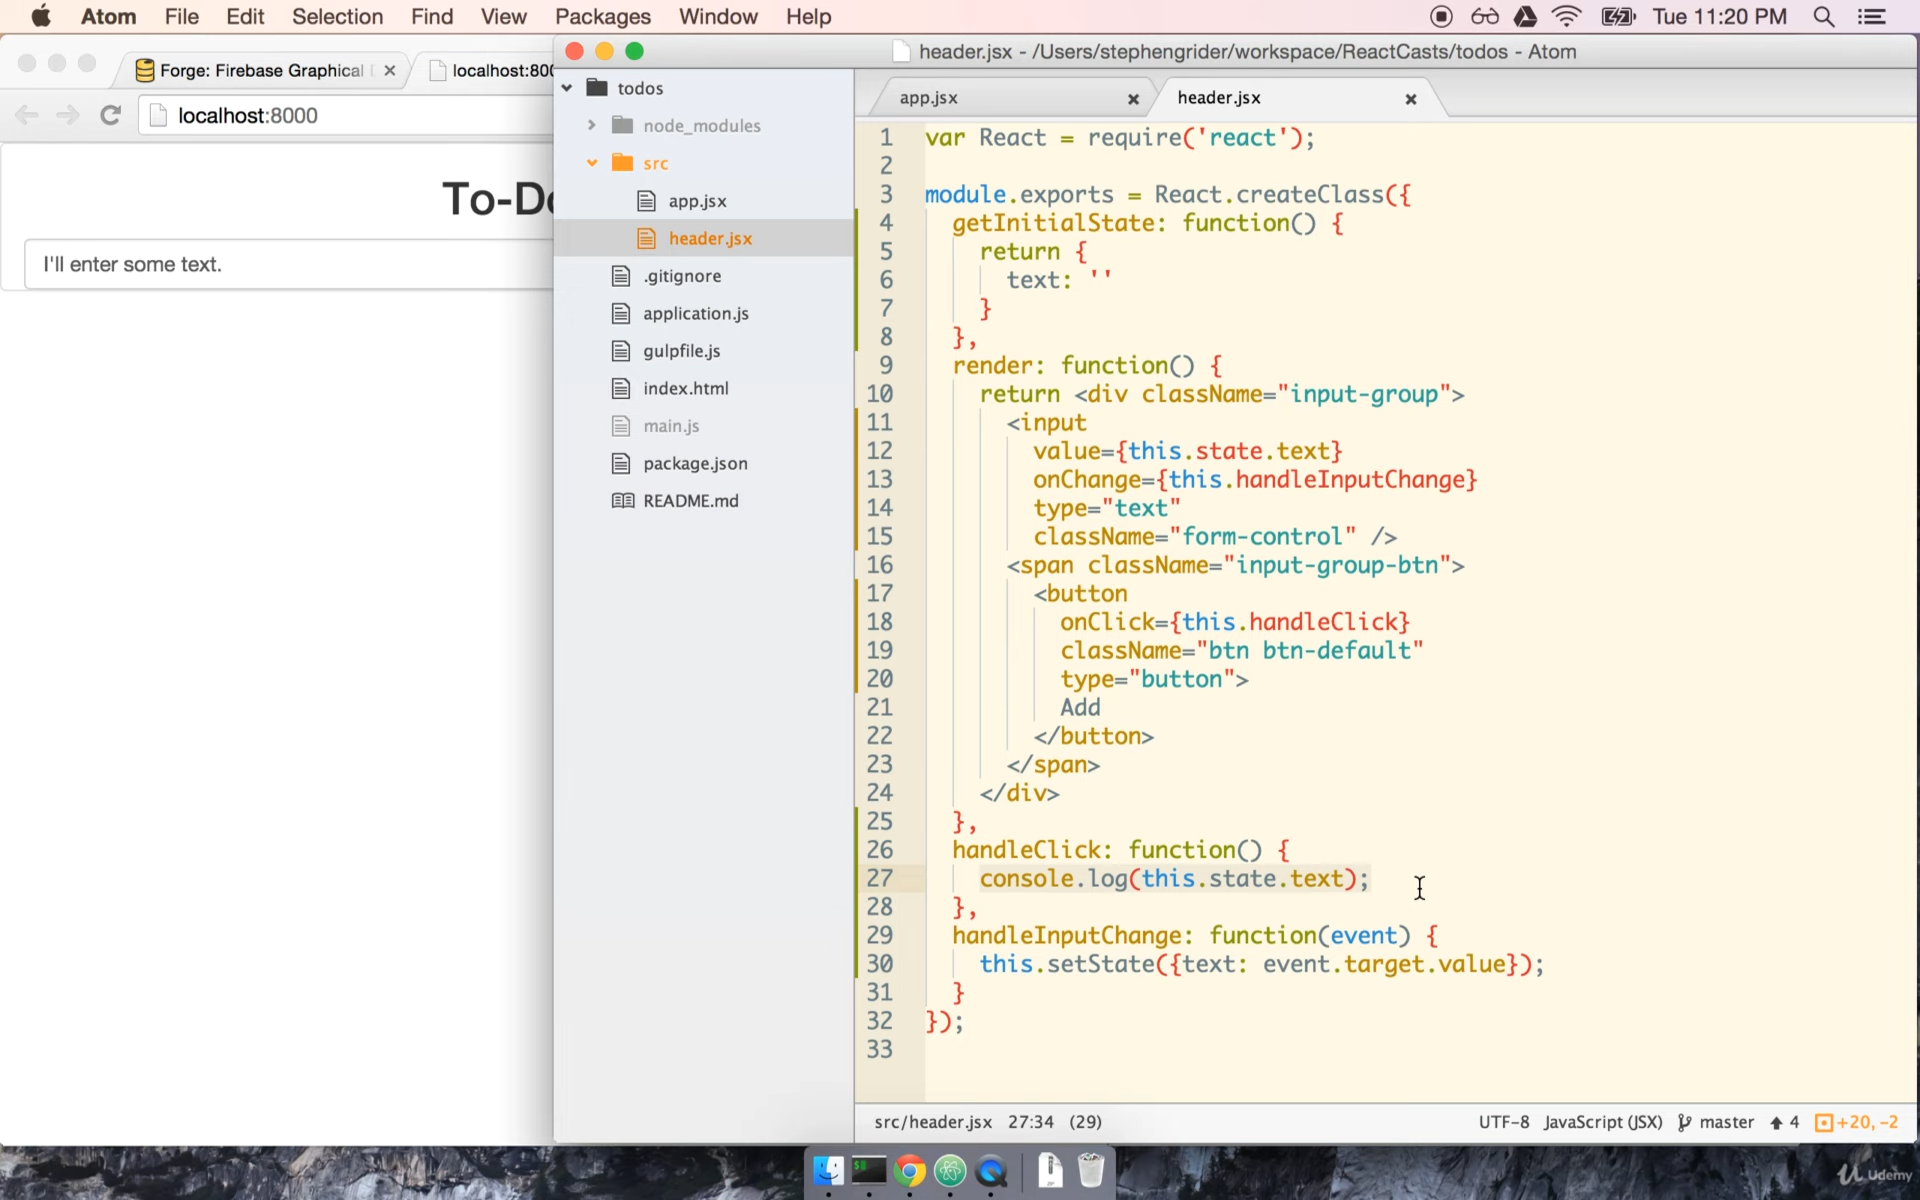 Atom File Edit Selection Find View Packages Window Help Tue 11:20 PM
Forge: Firebase Graphical
localhost:800
localhost:8000
To-Do
I'll enter some text.
header.jsx - /Users/stephengrider/workspace/ReactCasts/todos - Atom
todos
node_modules
src
app.jsx
header.jsx
.gitignore
application.js
gulpfile.js
index.html
main.js
package.json
README.md
app.jsx
header.jsx
1 var React = require('react');
2
3 module.exports = React.createClass({
4 getInitialState: function() {
5 return {
6 text: ''
7 }
8 },
9 render: function() {
10 return <div className="input-group">
11 <input
12 value={this.state.text}
13 onChange={this.handleInputChange}
14 type="text"
15 className="form-control" />
16 <span className="input-group-btn">
17 <button
18 onClick={this.handleClick}
19 className="btn btn-default"
20 type="button">
21 Add
22 </button>
23 </span>
24 </div>
25 },
26 handleClick: function() {
27 console.log(this.state.text);
28 },
29 handleInputChange: function(event) {
30 this.setState({text: event.target.value});
31 }
32 });
33
src/header.jsx 27:34 (29) UTF-8 JavaScript (JSX) master 4 +20, -2
Udemy